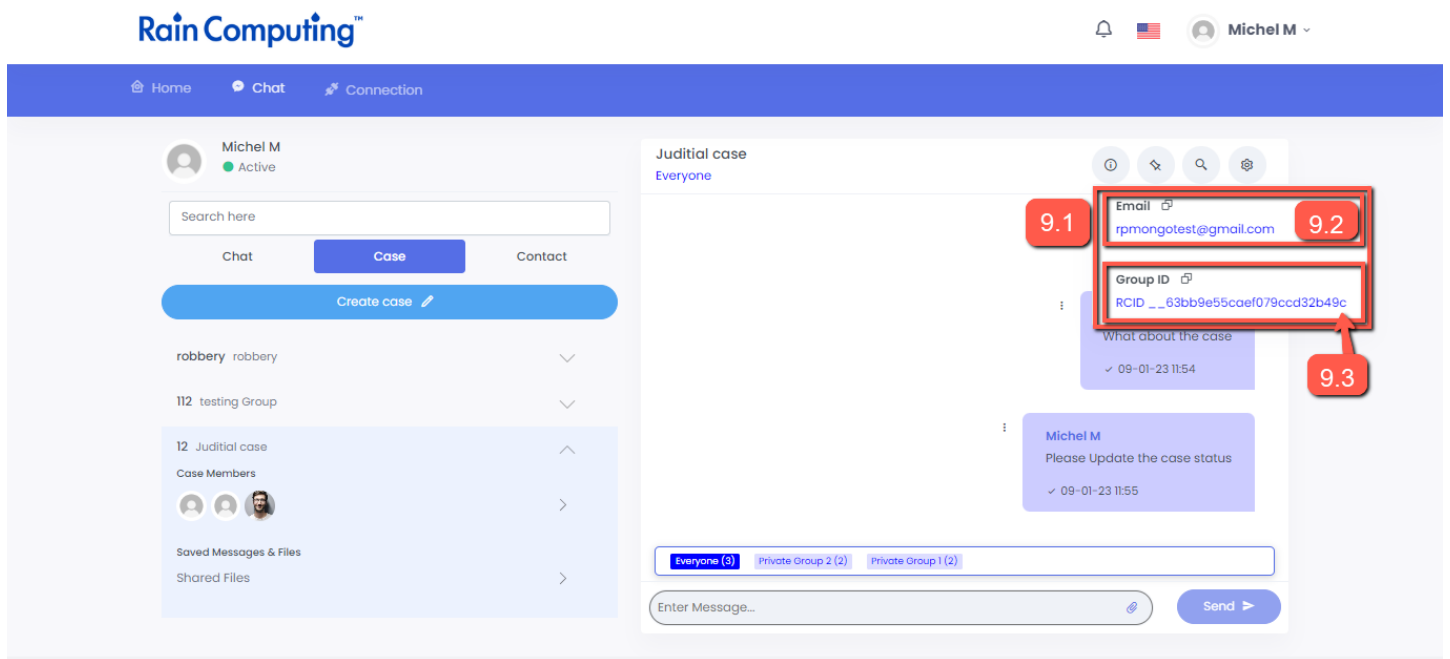 Rain Computing™
Michel M
Home
Chat
Connection
Michel M
Active
Search here
Chat
Case
Contact
Create case
robbery robbery
112 testing Group
12 Juditial case
Case Members
Saved Messages & Files
Shared Files
Juditial case
Everyone
9.1
Email
rpmongotest@gmail.com
9.2
Group ID
RCID __63bb9e55caef079ccd32b49c
9.3
What about the case
09-01-23 11:54
Michel M
Please Update the case status
09-01-23 11:55
Everyone (3)
Private Group 2 (2)
Private Group 1 (2)
Enter Message...
Send